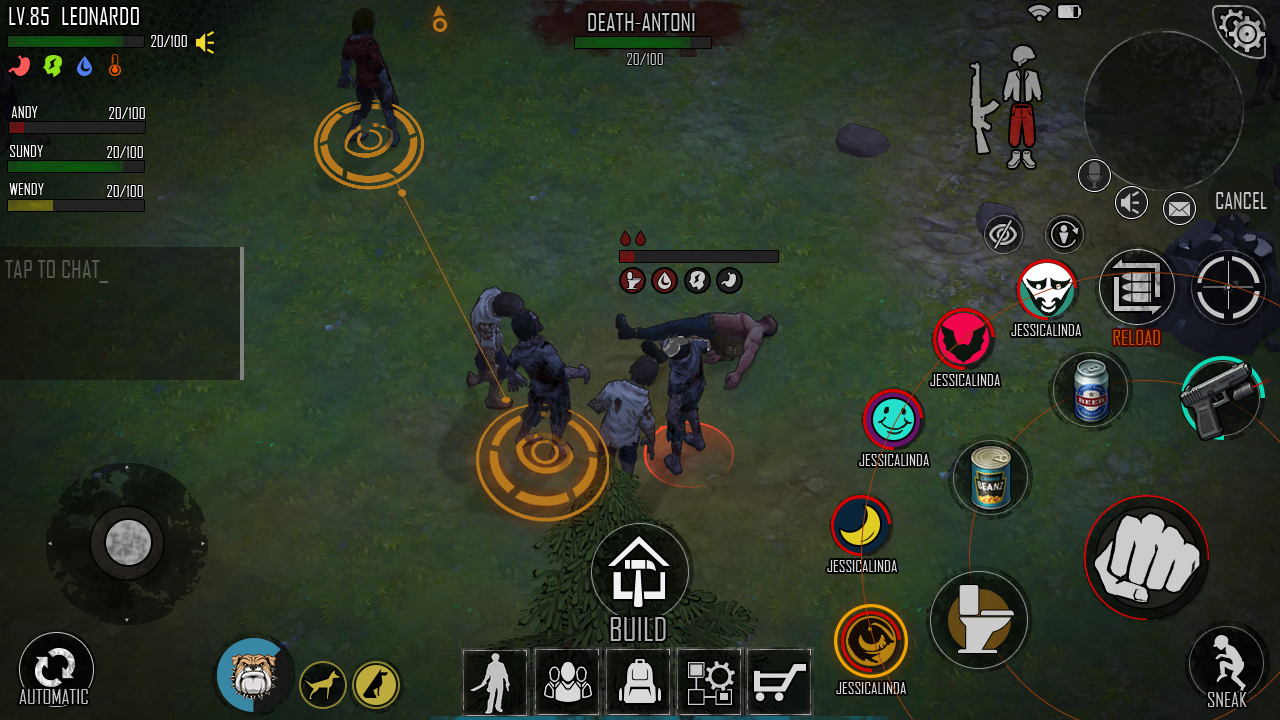 LV.85 LEONARDO
20/100
DEATH-ANTONI
20/100
ANDY 20/100
SUNDY 20/100
WENDY 20/100
TAP TO CHAT_
CANCEL
RELOAD
JESSICALINDA
JESSICALINDA
BEER
JESSICALINDA
BEANZ
JESSICALINDA
JESSICALINDA
BUILD
AUTOMATIC
SNEAK